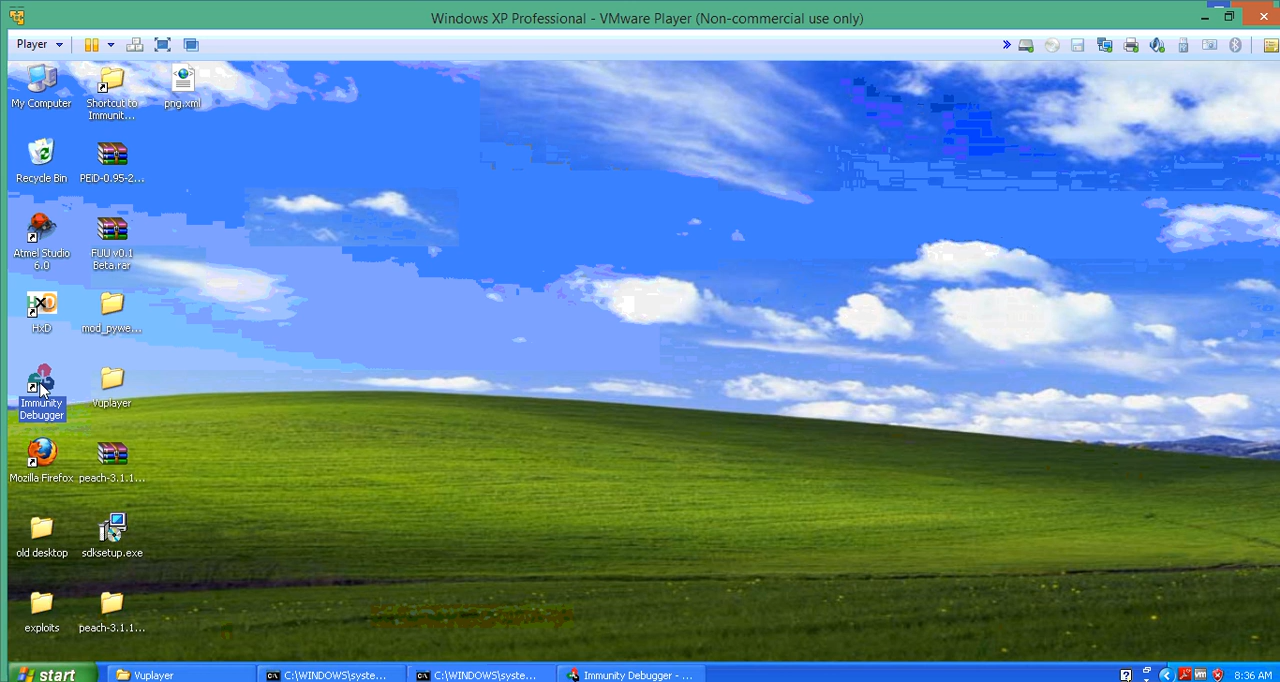 Windows XP Professional - VMware Player (Non-commercial use only)
Player
My Computer
Shortcut to
Immunit...
png.xml
Recycle Bin
PEiD-0.95-2...
Atmel Studio
6.0
FUU v0.1
Beta.rar
HxD
mod_pywe...
Immunity
Debugger
Vuplayer
Mozilla Firefox
peach-3.1.1...
old desktop
sdksetup.exe
exploits
peach-3.1.1...
start
Vuplayer
C:\WINDOWS\syste...
C:\WINDOWS\syste...
Immunity Debugger - ...
8:36 AM